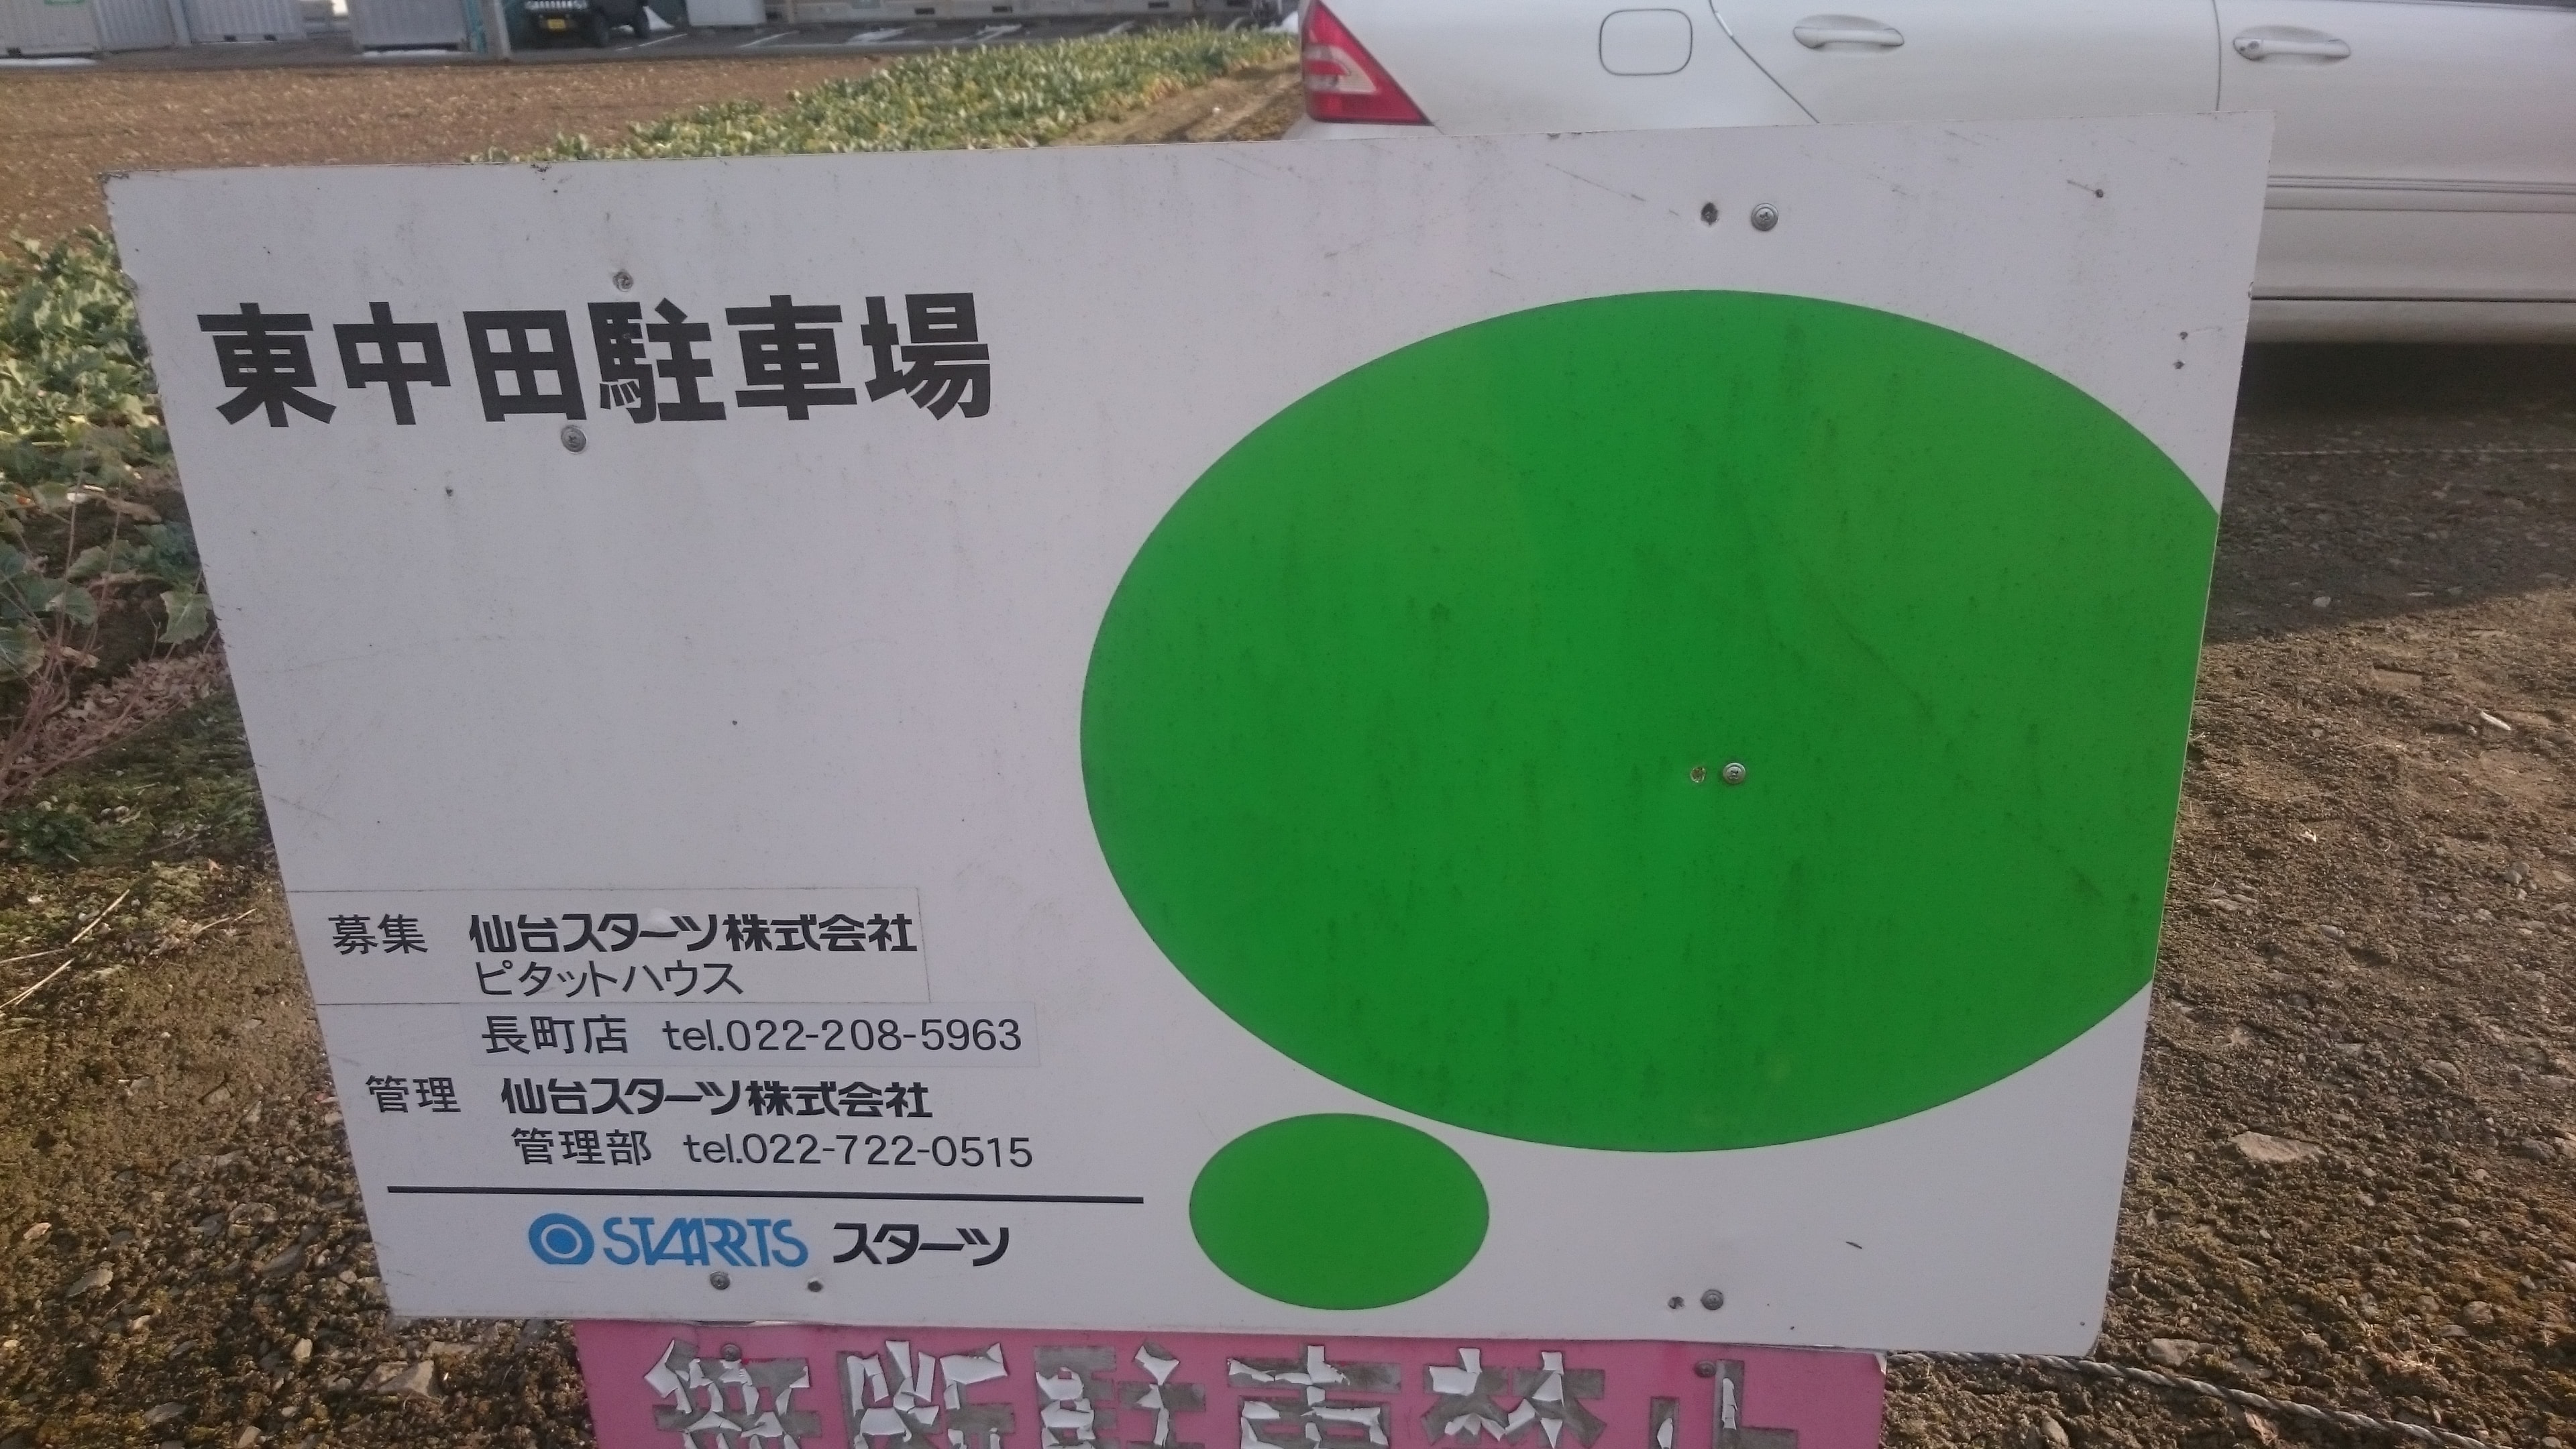 東中田駐車場
募集 仙台スターツ株式会社
ピタットハウス
長町店 tel.022-208-5963
管理 仙台スターツ株式会社
管理部 tel.022-722-0515
STARTS スターツ
無断駐車禁止